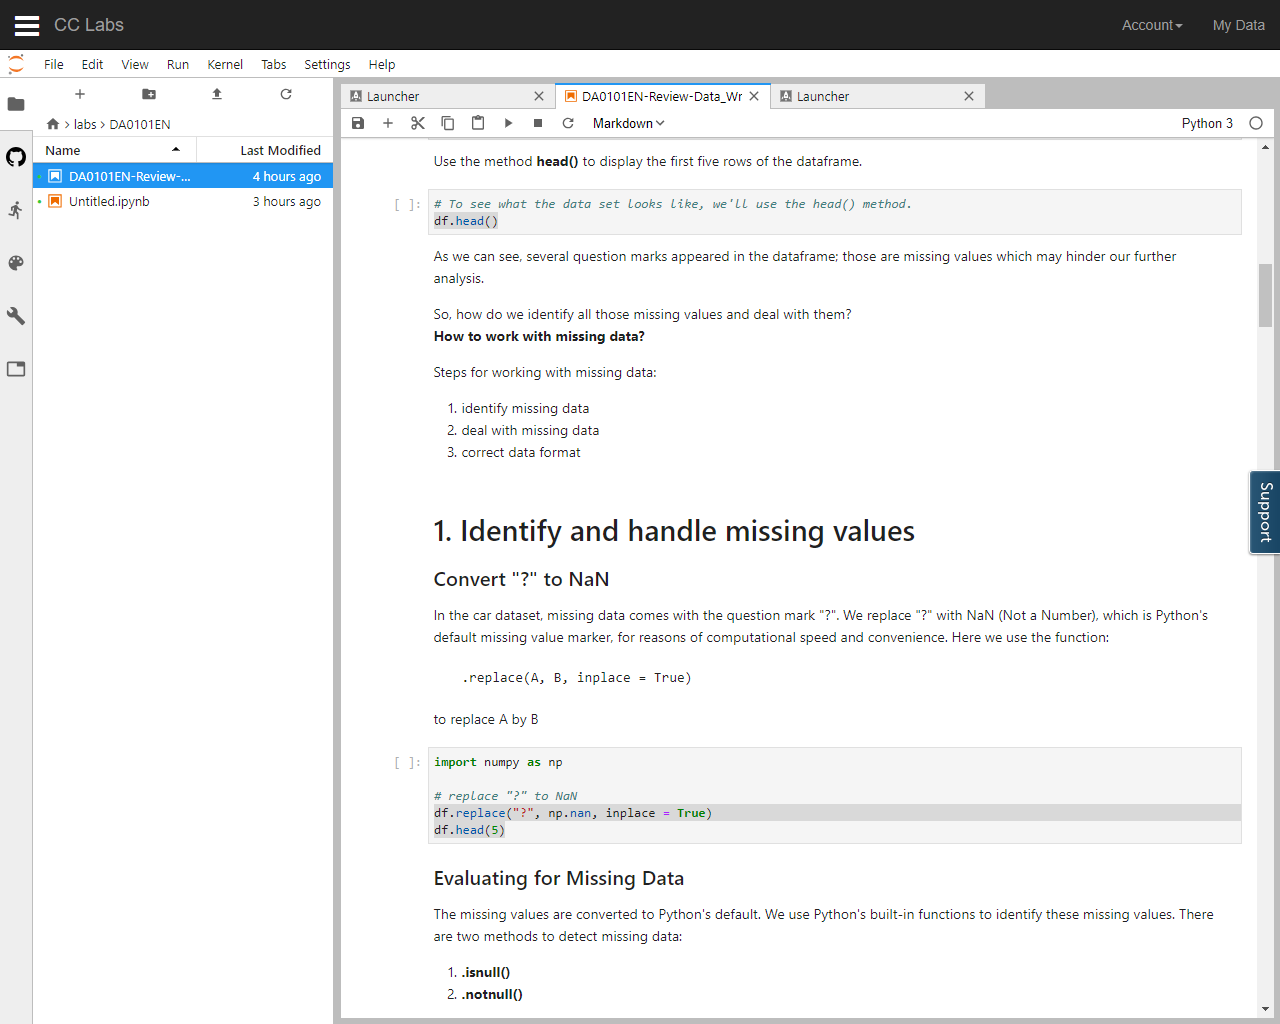 CC Labs
Account
My Data
File Edit View Run Kernel Tabs Settings Help
labs > DA0101EN
Name Last Modified
DA0101EN-Review-... 4 hours ago
Untitled.ipynb 3 hours ago
Launcher
DA0101EN-Review-Data_Wr
Launcher
Markdown
Python 3
Use the method head() to display the first five rows of the dataframe.
[ ]: # To see what the data set looks like, we'll use the head() method.
df.head()
As we can see, several question marks appeared in the dataframe; those are missing values which may hinder our further
analysis.
So, how do we identify all those missing values and deal with them?
How to work with missing data?
Steps for working with missing data:
1. identify missing data
2. deal with missing data
3. correct data format
1. Identify and handle missing values
Convert "?" to NaN
In the car dataset, missing data comes with the question mark "?". We replace "?" with NaN (Not a Number), which is Python's
default missing value marker, for reasons of computational speed and convenience. Here we use the function:
.replace(A, B, inplace = True)
to replace A by B
[ ]: import numpy as np
# replace "?" to NaN
df.replace("?", np.nan, inplace = True)
df.head(5)
Evaluating for Missing Data
The missing values are converted to Python's default. We use Python's built-in functions to identify these missing values. There
are two methods to detect missing data:
1. .isnull()
2. .notnull()
Support